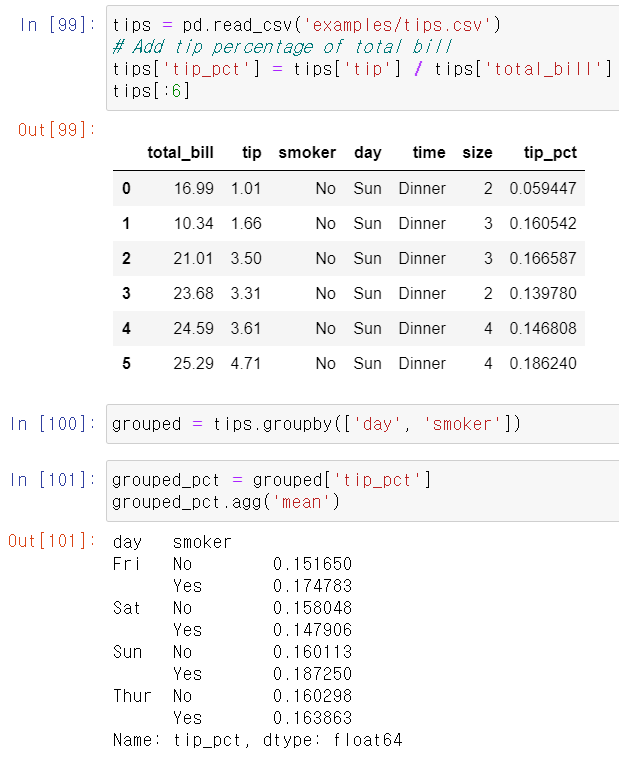 In [99]: tips = pd.read_csv('examples/tips.csv')
# Add tip percentage of total bill
tips['tip_pct'] = tips['tip'] / tips['total_bill']
tips[:6]
Out[99]:
total_bill tip smoker day time size tip_pct
0 16.99 1.01 No Sun Dinner 2 0.059447
1 10.34 1.66 No Sun Dinner 3 0.160542
2 21.01 3.50 No Sun Dinner 3 0.166587
3 23.68 3.31 No Sun Dinner 2 0.139780
4 24.59 3.61 No Sun Dinner 4 0.146808
5 25.29 4.71 No Sun Dinner 4 0.186240
In [100]: grouped = tips.groupby(['day', 'smoker'])
In [101]: grouped_pct = grouped['tip_pct']
grouped_pct.agg('mean')
Out[101]: day smoker
Fri No 0.151650
Yes 0.174783
Sat No 0.158048
Yes 0.147906
Sun No 0.160113
Yes 0.187250
Thur No 0.160298
Yes 0.163863
Name: tip_pct, dtype: float64